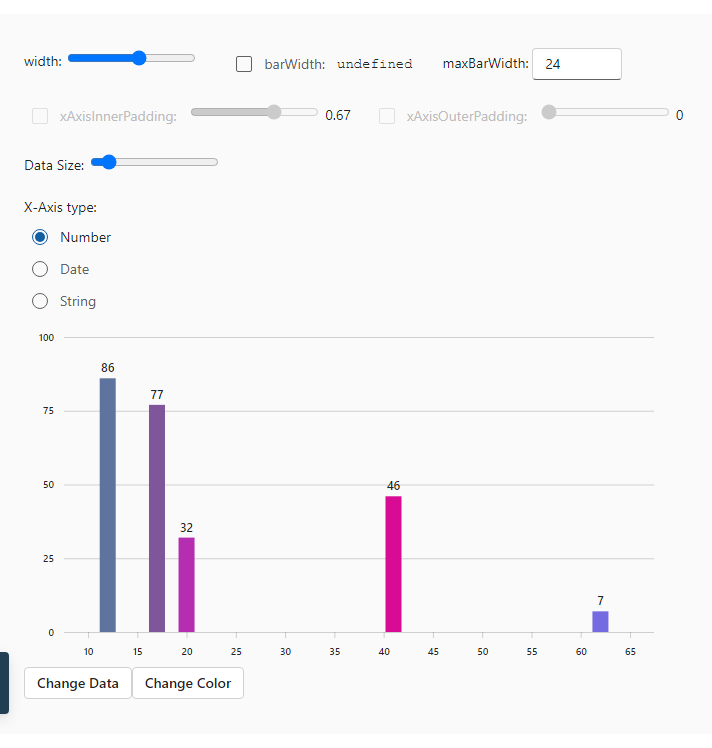 width: barWidth: undefined maxBarWidth: 24
xAxisInnerPadding: 0.67 xAxisOuterPadding: 0
Data Size:
X-Axis type:
Number
Date
String
100
86
77
75
50
46
32
25
7
0
10 15 20 25 30 35 40 45 50 55 60 65
Change Data Change Color